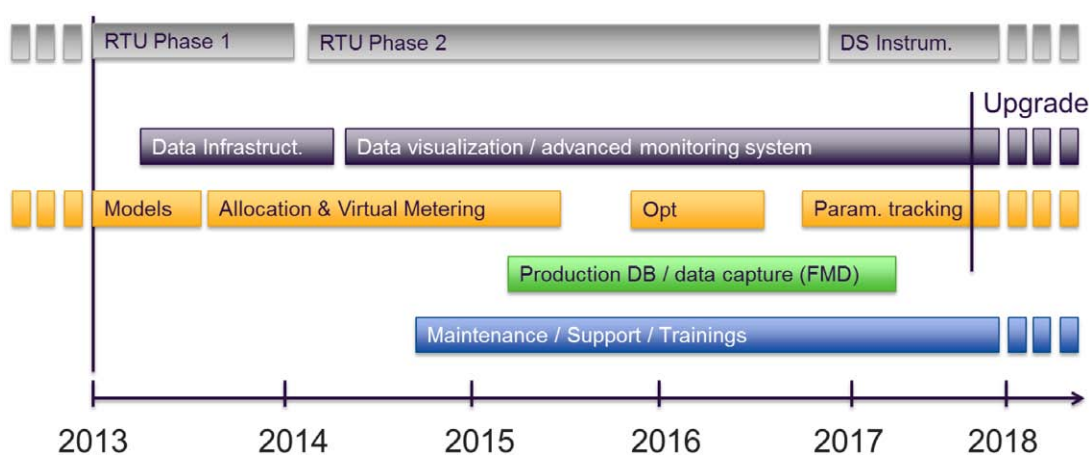 RTU Phase 1
RTU Phase 2
DS Instrum.
Upgrade
Data Infrastruct.
Data visualization / advanced monitoring system
Models
Allocation & Virtual Metering
Opt
Param. tracking
Production DB / data capture (FMD)
Maintenance / Support / Trainings
2013
2014
2015
2016
2017
2018